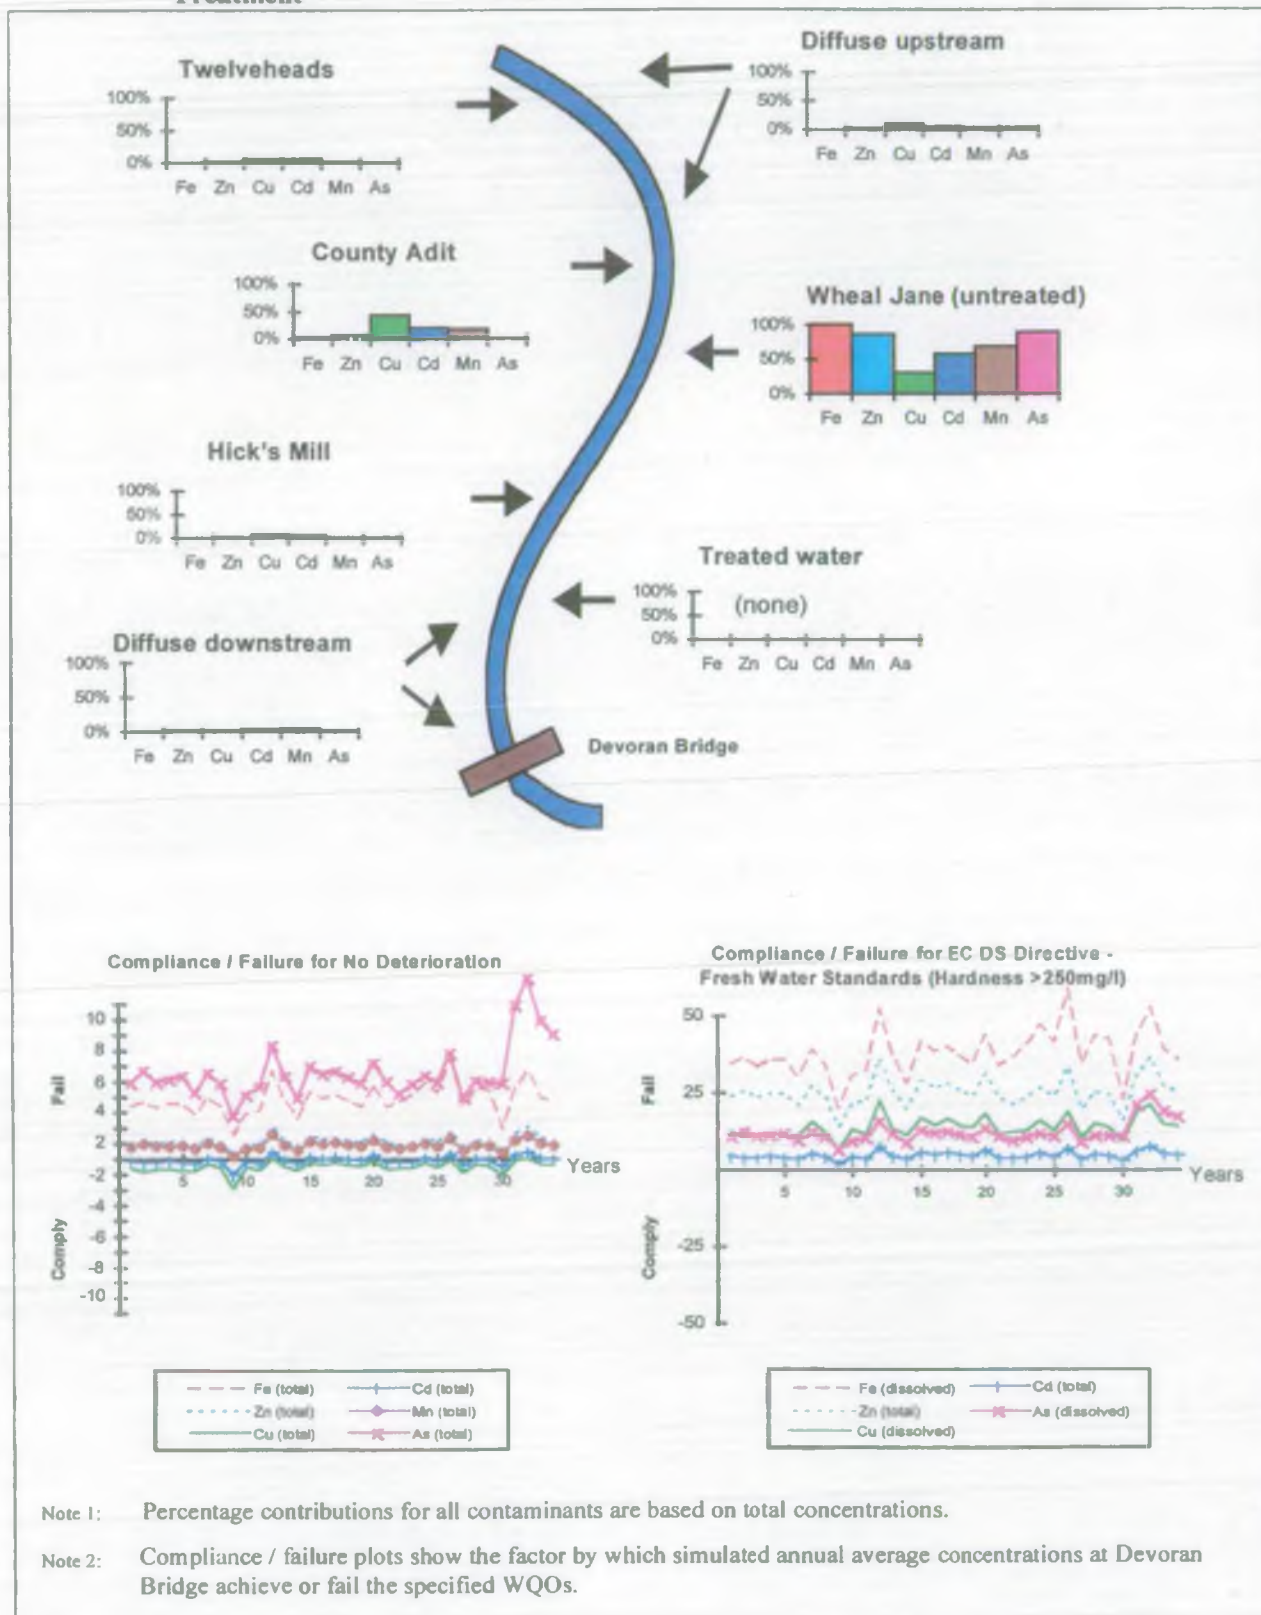 Treatment
Twelveheads
100%
50%
0%
Fe Zn Cu Cd Mn As
Diffuse upstream
100%
50%
0%
Fe Zn Cu Cd Mn As
County Adit
100%
50%
0%
Fe Zn Cu Cd Mn As
Wheal Jane (untreated)
100%
50%
0%
Fe Zn Cu Cd Mn As
Hick's Mill
100%
50%
0%
Fe Zn Cu Cd Mn As
Treated water
100%
50%
0%
(none)
Fe Zn Cu Cd Mn As
Diffuse downstream
100%
50%
0%
Fe Zn Cu Cd Mn As
Devoran Bridge
Compliance / Failure for No Deterioration
10
8
6
4
2
-2
-4
-6
-8
-10
Fail
Comply
5 10 15 20 25 30
Years
Fe (total) Cd (total)
Zn (total) Mn (total)
Cu (total) As (total)
Compliance / Failure for EC DS Directive -
Fresh Water Standards (Hardness >250mg/l)
50
25
-25
-50
Fail
Comply
5 10 15 20 25 30
Years
Fe (dissolved) Cd (total)
Zn (total) As (dissolved)
Cu (dissolved)
Note 1: Percentage contributions for all contaminants are based on total concentrations.
Note 2: Compliance / failure plots show the factor by which simulated annual average concentrations at Devoran
Bridge achieve or fail the specified WQOs.